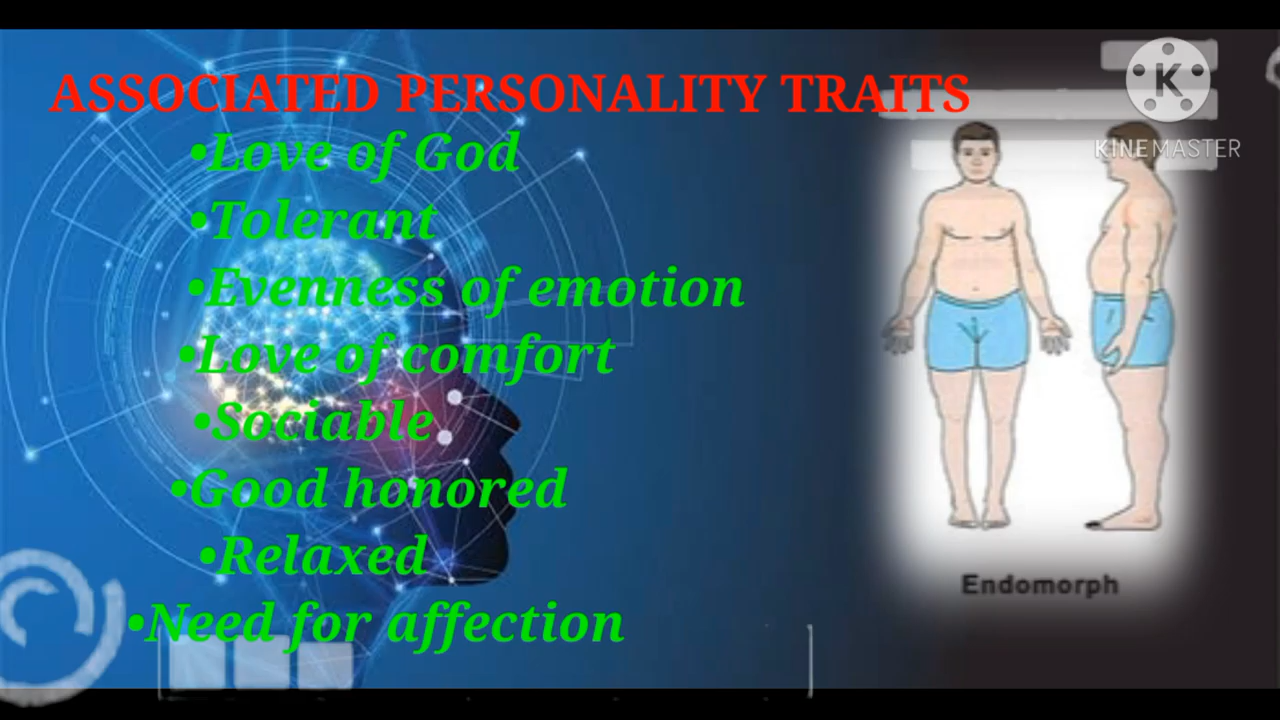 ASSOCIATED PERSONALITY TRAITS
•Love of God
•Tolerant
•Evenness of emotion
•Love of comfort
•Sociable
•Good honored
•Relaxed
•Need for affection
K
KINEMASTER
Endomorph